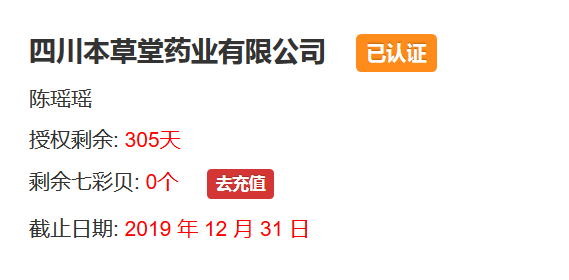 四川本草堂药业有限公司 已认证
陈瑶瑶
授权剩余: 305天
剩余七彩贝: 0个 去充值
截止日期: 2019 年 12 月 31 日